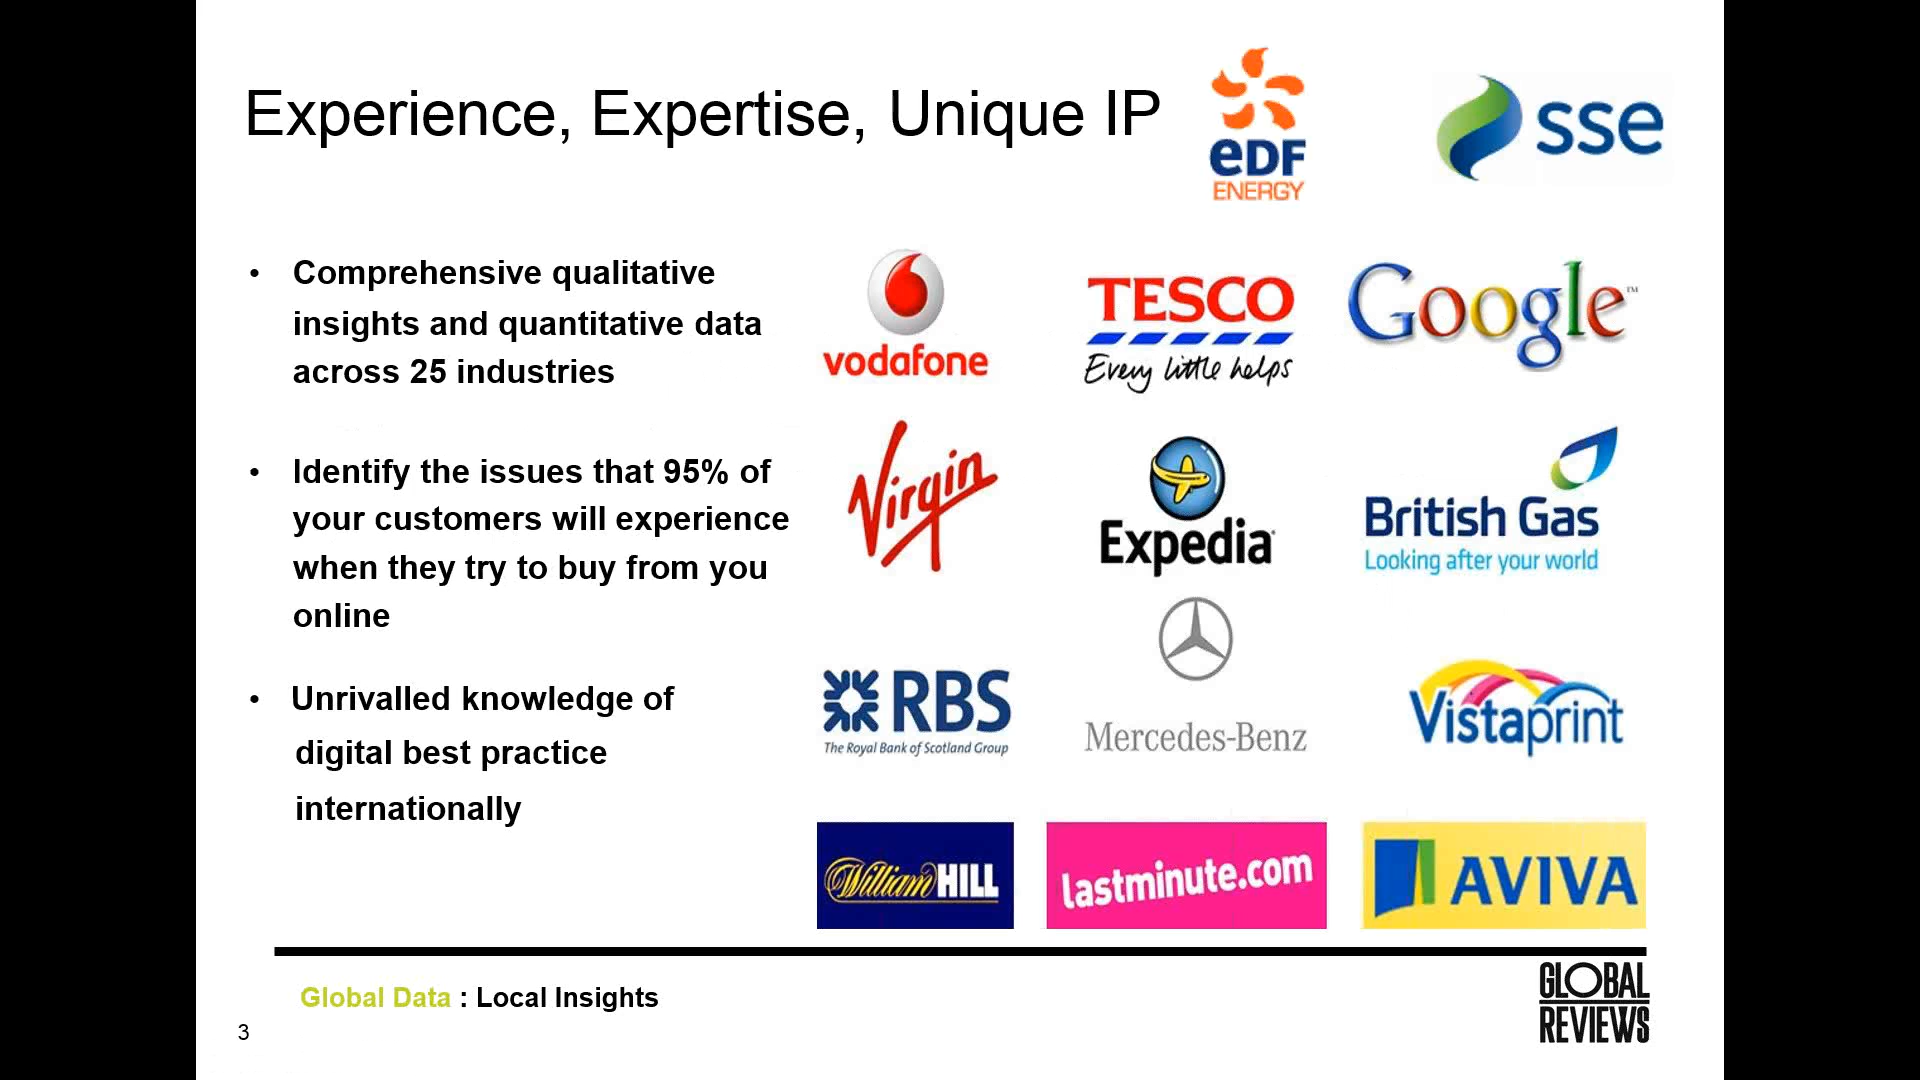 Experience, Expertise, Unique IP
eDF
ENERGY
sse
• Comprehensive qualitative
insights and quantitative data
across 25 industries
• Identify the issues that 95% of
your customers will experience
when they try to buy from you
online
• Unrivalled knowledge of
digital best practice
internationally
vodafone
TESCO
Every little helps
Google™
Virgin
Expedia
British Gas
Looking after your world
RBS
The Royal Bank of Scotland Group
Mercedes-Benz
Vistaprint
William HILL
lastminute.com
AVIVA
Global Data : Local Insights
GLOBAL
REVIEWS
3